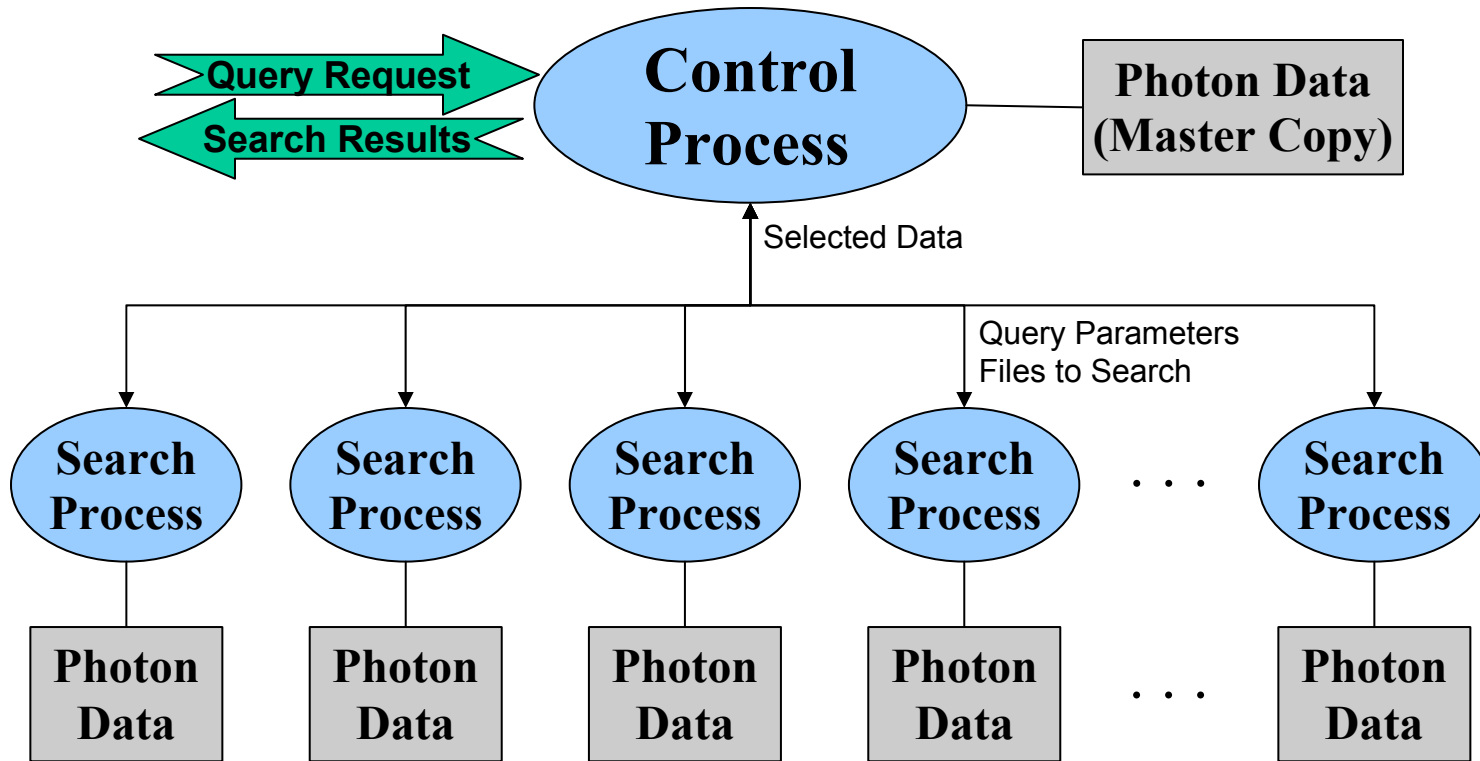 Query Request
Search Results
Control
Process
Photon Data
(Master Copy)
Selected Data
Query Parameters
Files to Search
Search
Process
Search
Process
Search
Process
Search
Process
. . .
Search
Process
Photon
Data
Photon
Data
Photon
Data
Photon
Data
. . .
Photon
Data